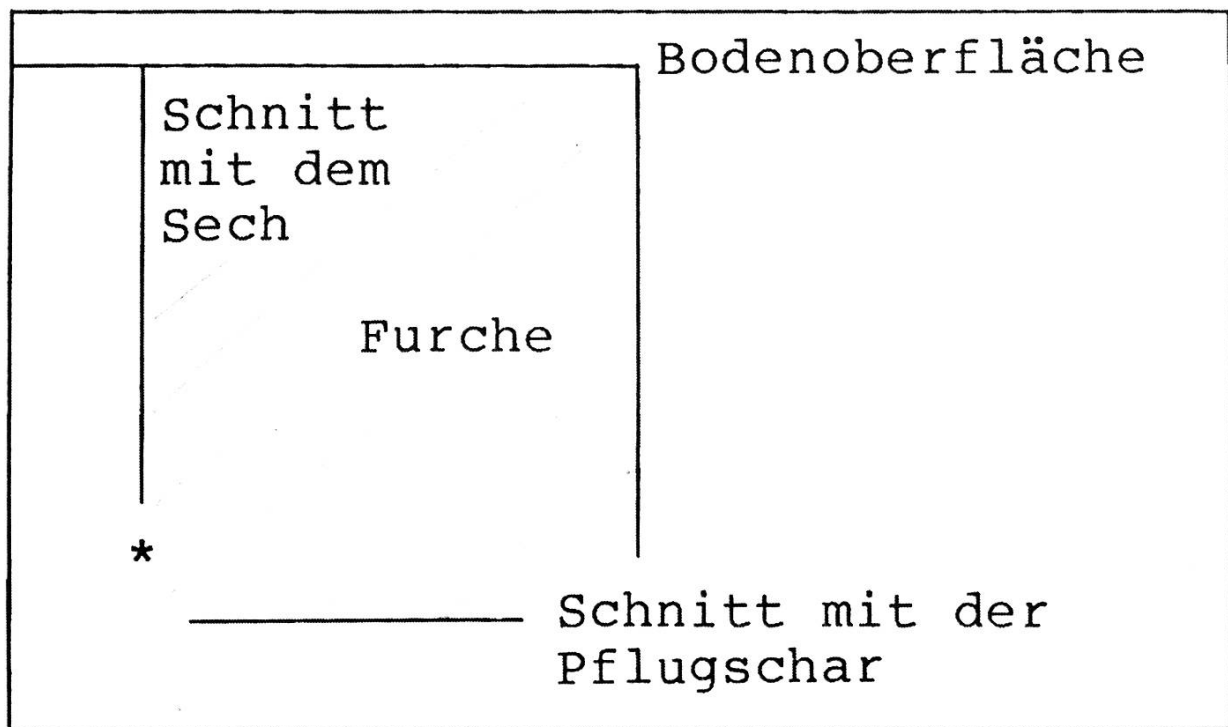 Bodenoberfläche
Schnitt
mit dem
Sech
Furche
*
Schnitt mit der
Pflugschar